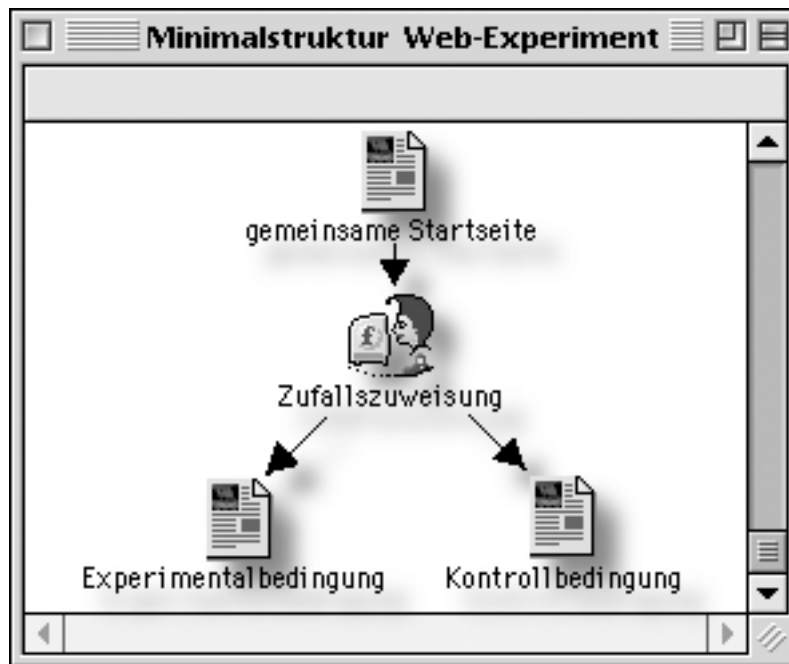 Minimalstruktur Web-Experiment
gemeinsame Startseite
£
Zufallszuweisung
Experimentalbedingung
Kontrollbedingung